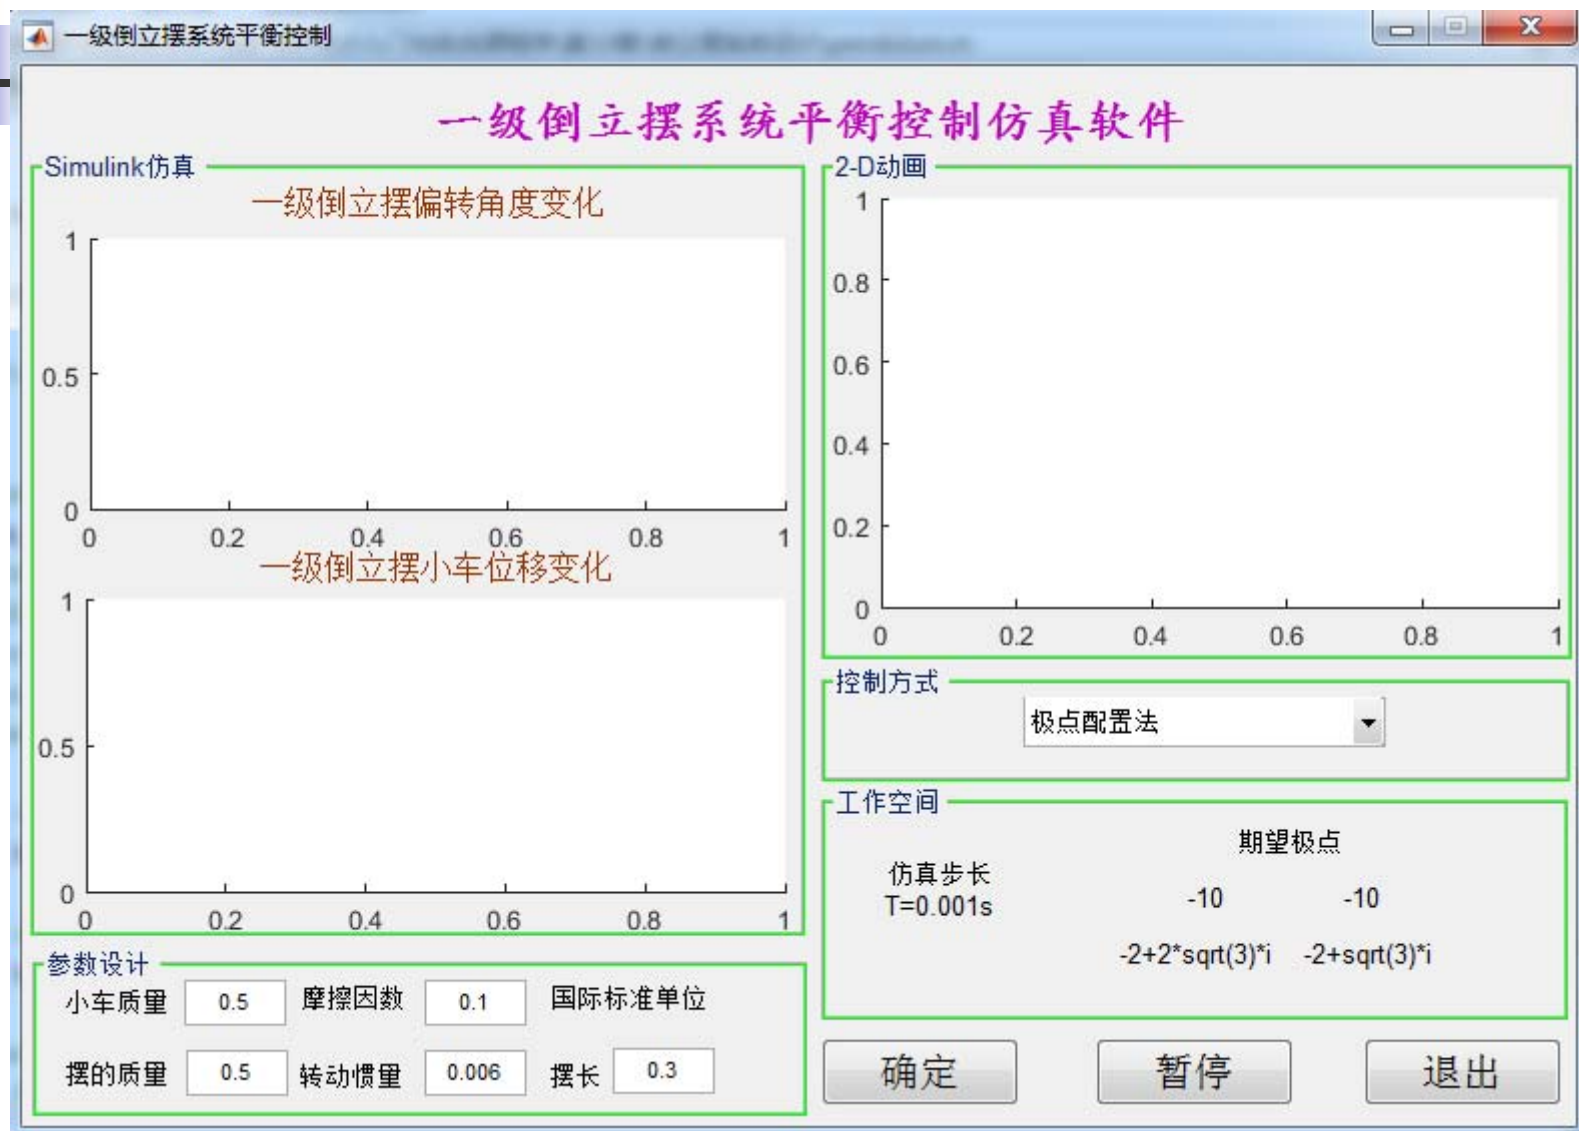 一级倒立摆系统平衡控制
一级倒立摆系统平衡控制仿真软件
Simulink仿真
一级倒立摆偏转角度变化
1
0.5
0
0 0.2 0.4 0.6 0.8 1
一级倒立摆小车位移变化
1
0.5
0
0 0.2 0.4 0.6 0.8 1
参数设计
小车质量 0.5 摩擦因数 0.1 国际标准单位
摆的质量 0.5 转动惯量 0.006 摆长 0.3
2-D动画
1
0.8
0.6
0.4
0.2
0
0 0.2 0.4 0.6 0.8 1
控制方式
极点配置法
工作空间
期望极点
仿真步长
T=0.001s
-10 -10
-2+2*sqrt(3)*i -2+sqrt(3)*i
确定 暂停 退出